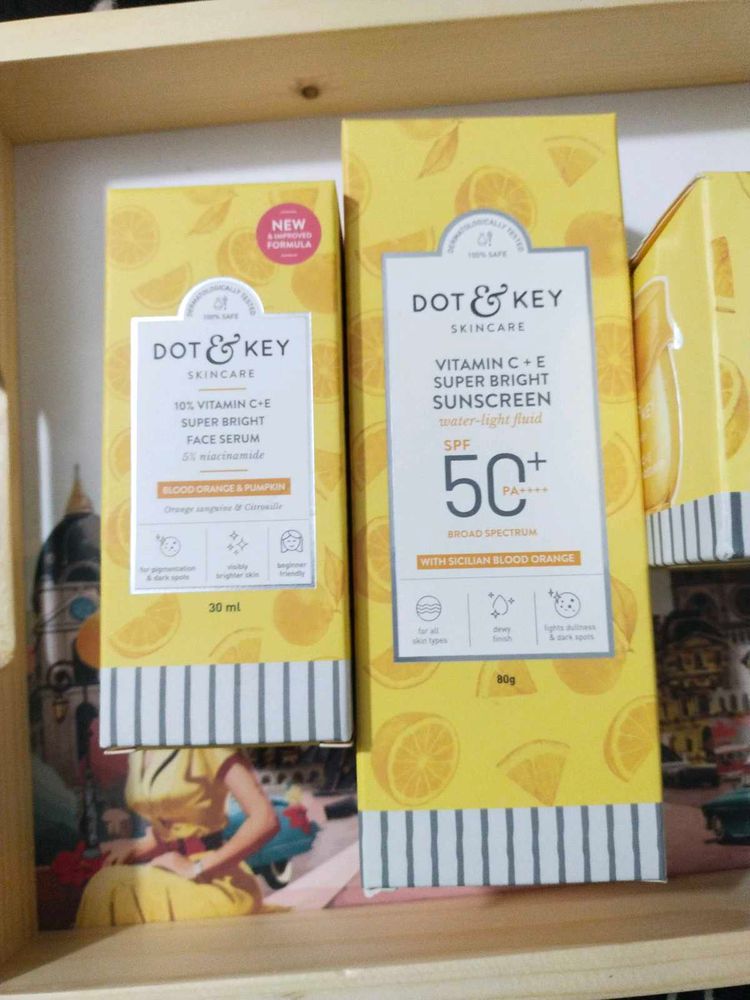 NEW
& IMPROVED
FORMULA
DERMATOLOGICALLY TESTED
100% SAFE
DOT & KEY
SKINCARE
10% VITAMIN C+E
SUPER BRIGHT
FACE SERUM
5% niacinamide
BLOOD ORANGE & PUMPKIN
Orange sanguine & Citrouille
for pigmentation
& dark spots
visibly
brighter skin
beginner
friendly
30 ml
DERMATOLOGICALLY TESTED
100% SAFE
DOT & KEY
SKINCARE
VITAMIN C + E
SUPER BRIGHT
SUNSCREEN
water-light fluid
SPF
50+
PA++++
BROAD SPECTRUM
WITH SICILIAN BLOOD ORANGE
for all
skin types
dewy
finish
fights dullness
& dark spots
80g
KEY